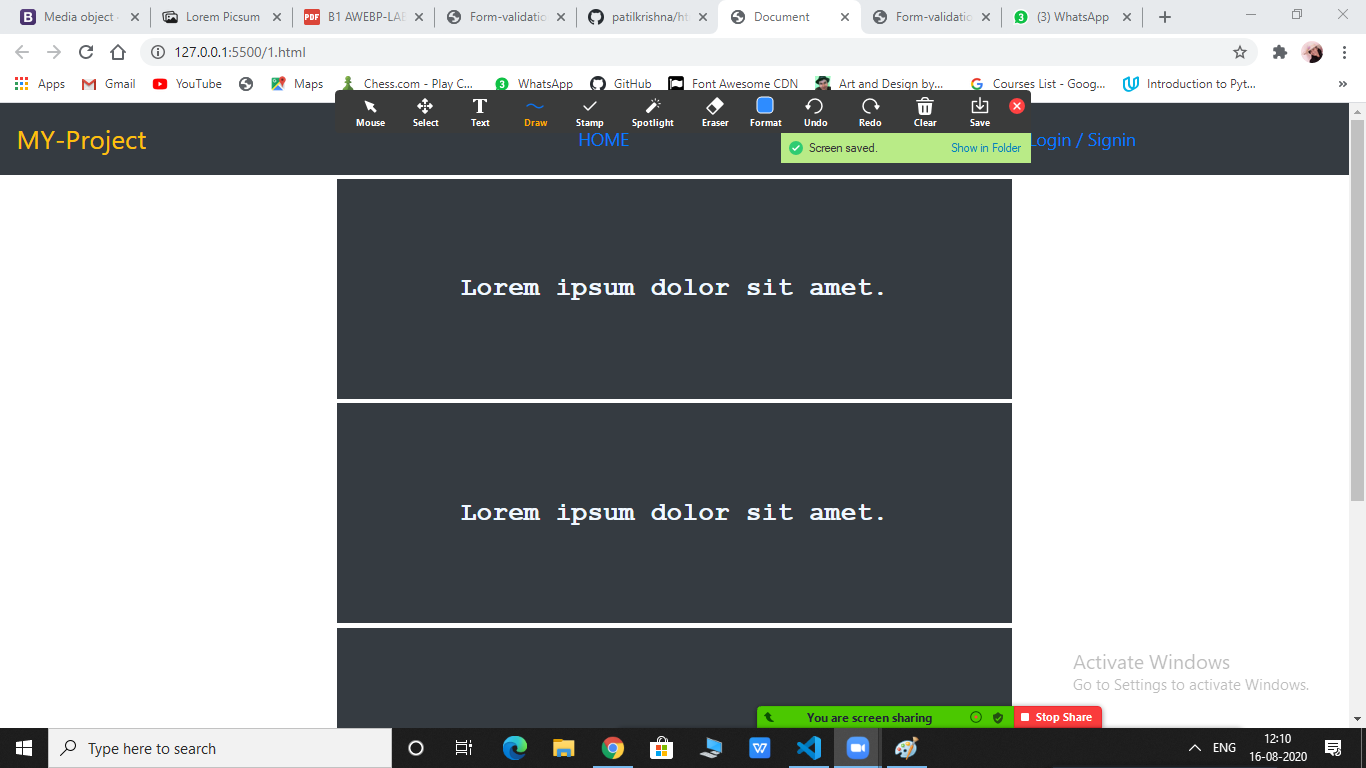 Media object
Lorem Picsum
PDF
B1 AWEBP-LAB
Form-validatio
patilkrishna/ht
Document
Form-validatio
3
(3) WhatsApp
127.0.0.1:5500/1.html
Apps
Gmail
YouTube
Maps
Chess.com - Play C...
3
WhatsApp
GitHub
Font Awesome CDN
Art and Design by...
Courses List - Goog...
Introduction to Pyt...
»
Mouse
Select
Text
Draw
Stamp
Spotlight
Eraser
Format
Undo
Redo
Clear
Save
MY-Project
HOME
Screen saved.
Show in Folder
Login / Signin
Lorem ipsum dolor sit amet.
Lorem ipsum dolor sit amet.
Activate Windows
Go to Settings to activate Windows.
You are screen sharing
Stop Share
Type here to search
ENG
12:10
16-08-2020